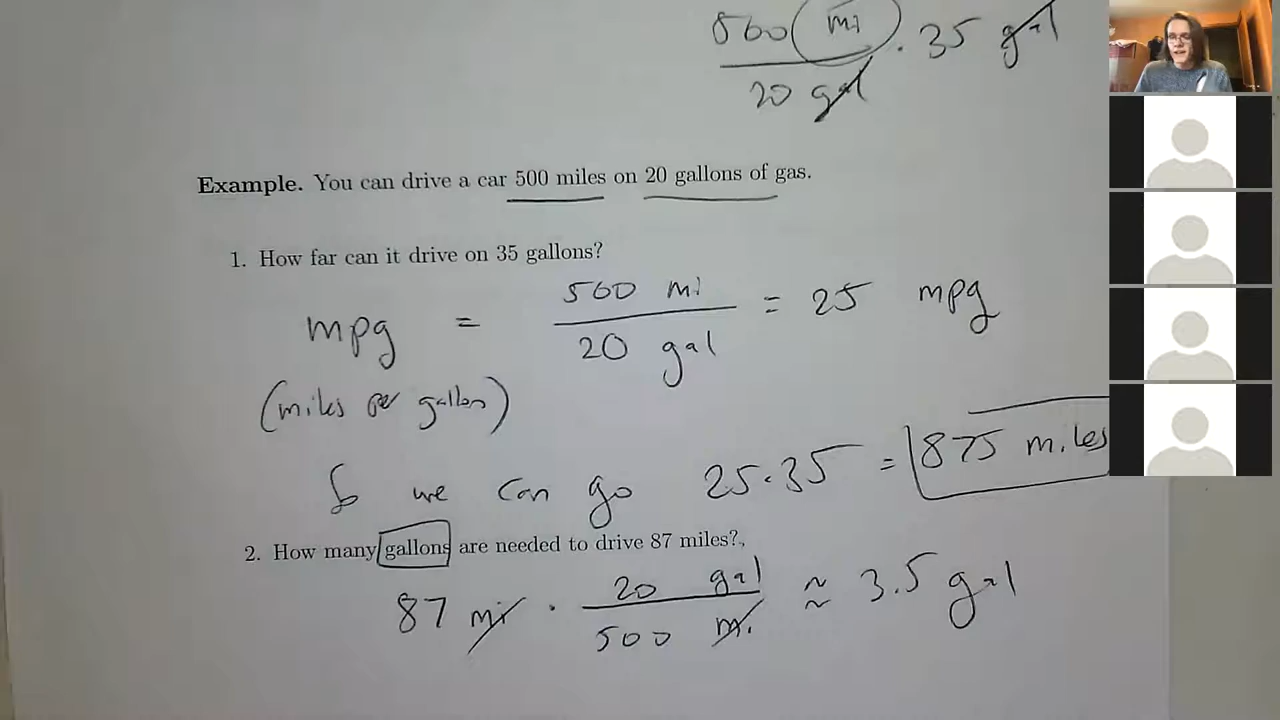 500 mi · 35 gal
20 gal
Example. You can drive a car 500 miles on 20 gallons of gas.
1. How far can it drive on 35 gallons?
mpg = 500 mi / 20 gal = 25 mpg
(miles per gallon)
So we can go 25·35 = 875 miles
2. How many gallons are needed to drive 87 miles?,
87 mi · 20 gal / 500 mi ≈ 3.5 gal